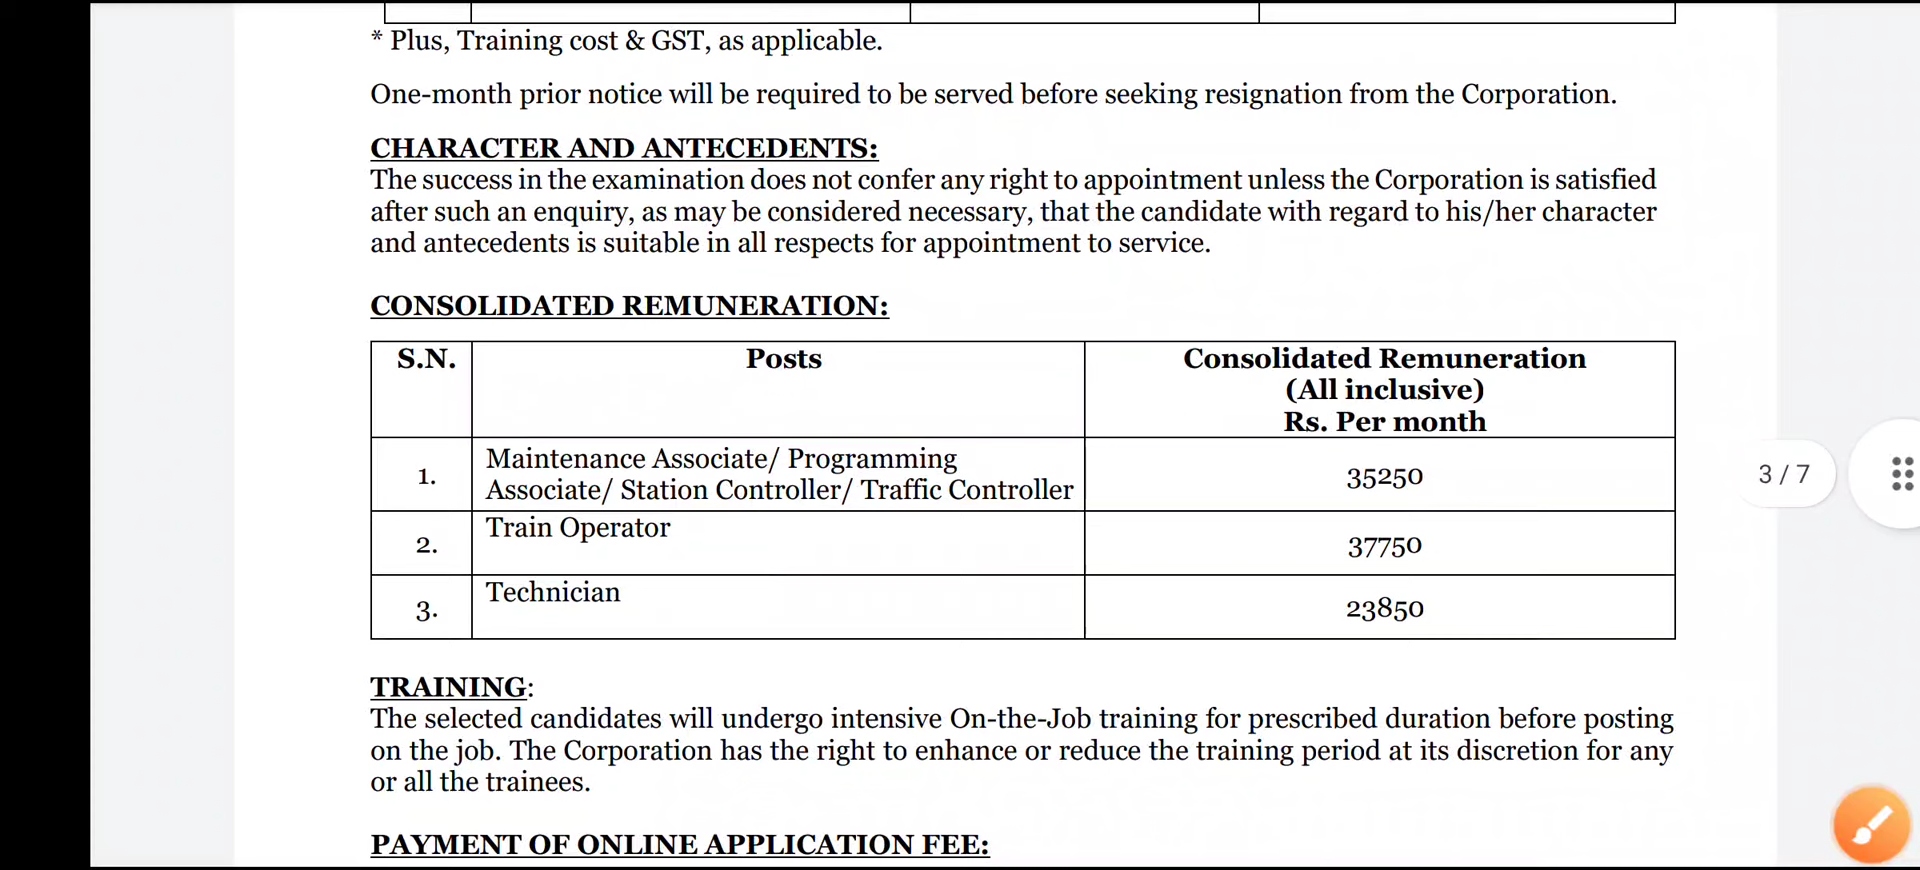 * Plus, Training cost & GST, as applicable.
One-month prior notice will be required to be served before seeking resignation from the Corporation.
CHARACTER AND ANTECEDENTS:
The success in the examination does not confer any right to appointment unless the Corporation is satisfied
after such an enquiry, as may be considered necessary, that the candidate with regard to his/her character
and antecedents is suitable in all respects for appointment to service.
CONSOLIDATED REMUNERATION:
S.N. Posts Consolidated Remuneration
(All inclusive)
Rs. Per month
1. Maintenance Associate/ Programming
Associate/ Station Controller/ Traffic Controller 35250
2. Train Operator 37750
3. Technician 23850
3 / 7
TRAINING:
The selected candidates will undergo intensive On-the-Job training for prescribed duration before posting
on the job. The Corporation has the right to enhance or reduce the training period at its discretion for any
or all the trainees.
PAYMENT OF ONLINE APPLICATION FEE: